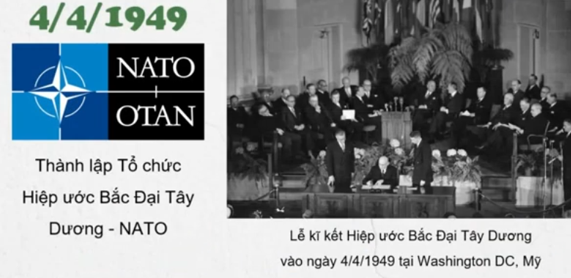 4/4/1949
NATO
OTAN
Thành lập Tổ chức
Hiệp ước Bắc Đại Tây
Dương - NATO
Lễ kĩ kết Hiệp ước Bắc Đại Tây Dương
vào ngày 4/4/1949 tại Washington DC, Mỹ